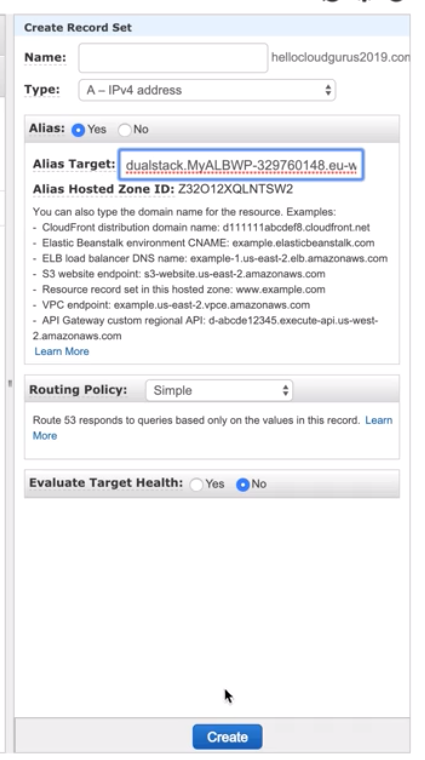 Create Record Set
Name: hellocloudgurus2019.com
Type: A – IPv4 address
Alias: Yes No
Alias Target: dualstack.MyALBWP-329760148.eu-w
Alias Hosted Zone ID: Z32O12XQLNTSW2
You can also type the domain name for the resource. Examples:
- CloudFront distribution domain name: d111111abcdef8.cloudfront.net
- Elastic Beanstalk environment CNAME: example.elasticbeanstalk.com
- ELB load balancer DNS name: example-1.us-east-2.elb.amazonaws.com
- S3 website endpoint: s3-website.us-east-2.amazonaws.com
- Resource record set in this hosted zone: www.example.com
- VPC endpoint: example.us-east-2.vpce.amazonaws.com
- API Gateway custom regional API: d-abcde12345.execute-api.us-west-
2.amazonaws.com
Learn More
Routing Policy: Simple
Route 53 responds to queries based only on the values in this record. Learn
More
Evaluate Target Health: Yes No
Create